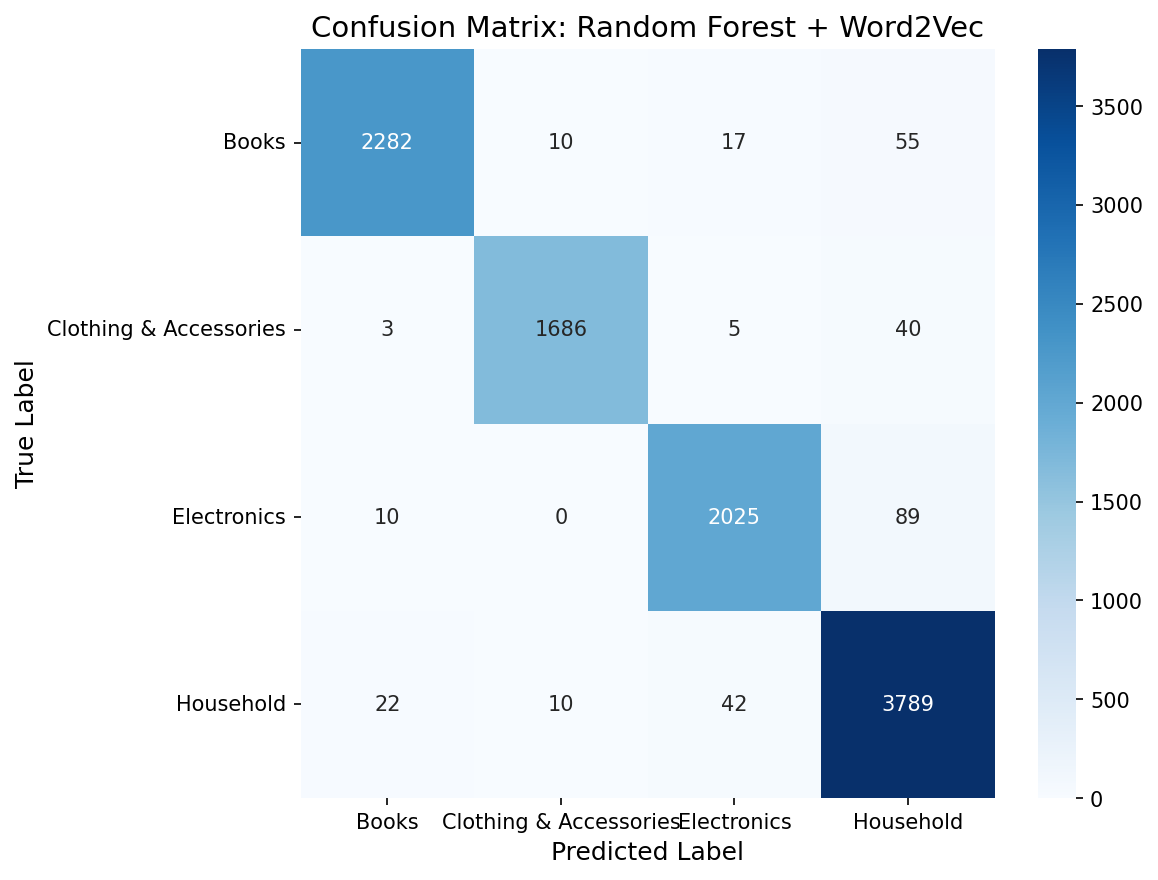 Confusion Matrix: Random Forest + Word2Vec
Books
2282 10 17 55
Clothing & Accessories
3 1686 5 40
Electronics
10 0 2025 89
Household
22 10 42 3789
True Label
Books Clothing & Accessories Electronics Household
Predicted Label
3500
3000
2500
2000
1500
1000
500
0